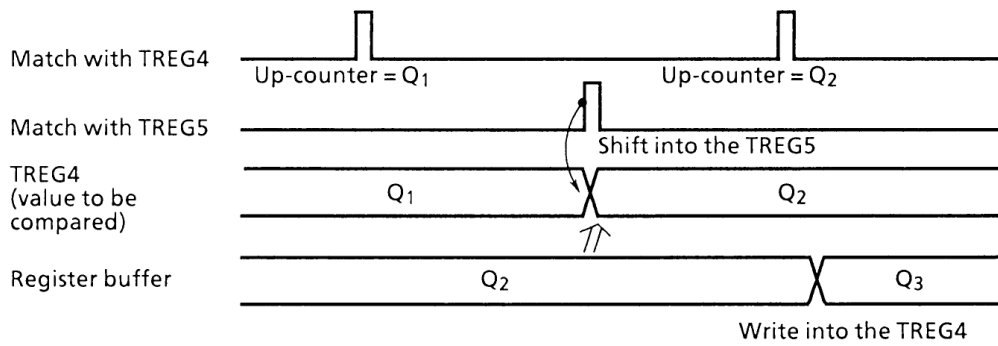 Match with TREG4
Up-counter = Q1
Up-counter = Q2
Match with TREG5
Shift into the TREG5
TREG4
(value to be
compared)
Q1
Q2
Register buffer
Q2
Q3
Write into the TREG4